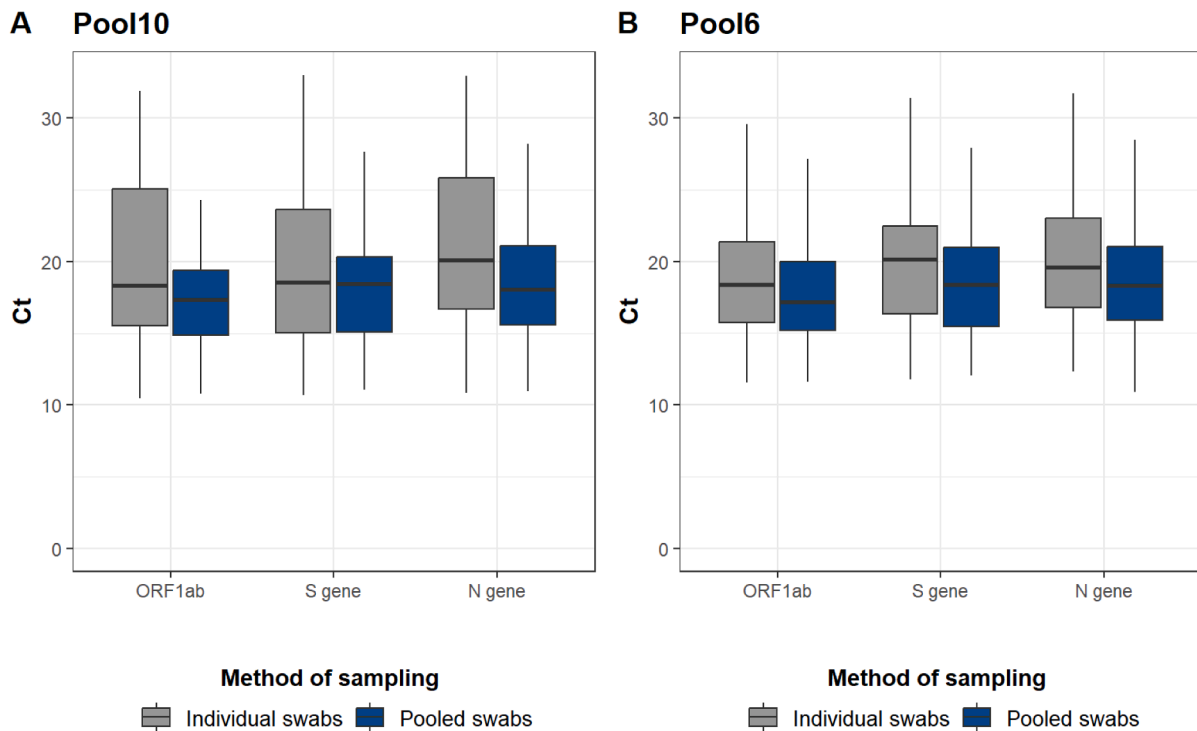 A Pool10
Ct
30
20
10
0
ORF1ab S gene N gene
Method of sampling
Individual swabs Pooled swabs
B Pool6
Ct
30
20
10
0
ORF1ab S gene N gene
Method of sampling
Individual swabs Pooled swabs